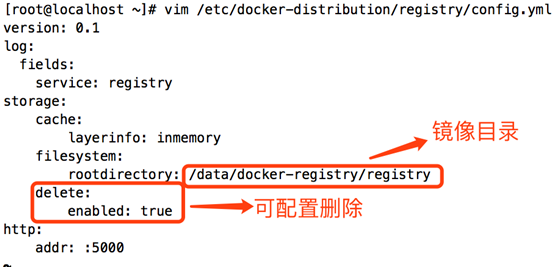 [root@localhost ~]# vim /etc/docker-distribution/registry/config.yml
version: 0.1
log:
  fields:
    service: registry
storage:
    cache:
        layerinfo: inmemory
    filesystem:
        rootdirectory: /data/docker-registry/registry
镜像目录
    delete:
        enabled: true
可配置删除
http:
    addr: :5000
~